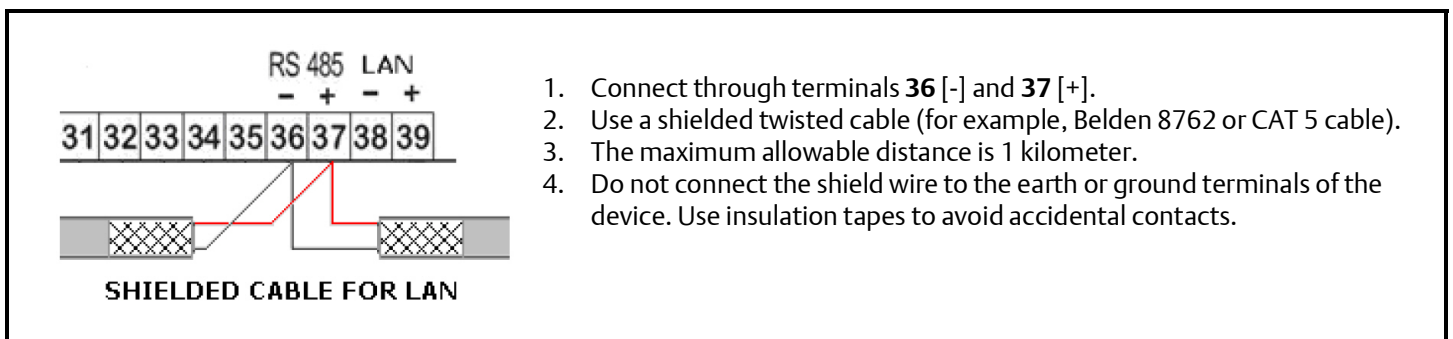 RS 485 LAN
- + - +
31 32 33 34 35 36 37 38 39
SHIELDED CABLE FOR LAN
1. Connect through terminals 36 [-] and 37 [+].
2. Use a shielded twisted cable (for example, Belden 8762 or CAT 5 cable).
3. The maximum allowable distance is 1 kilometer.
4. Do not connect the shield wire to the earth or ground terminals of the
device. Use insulation tapes to avoid accidental contacts.